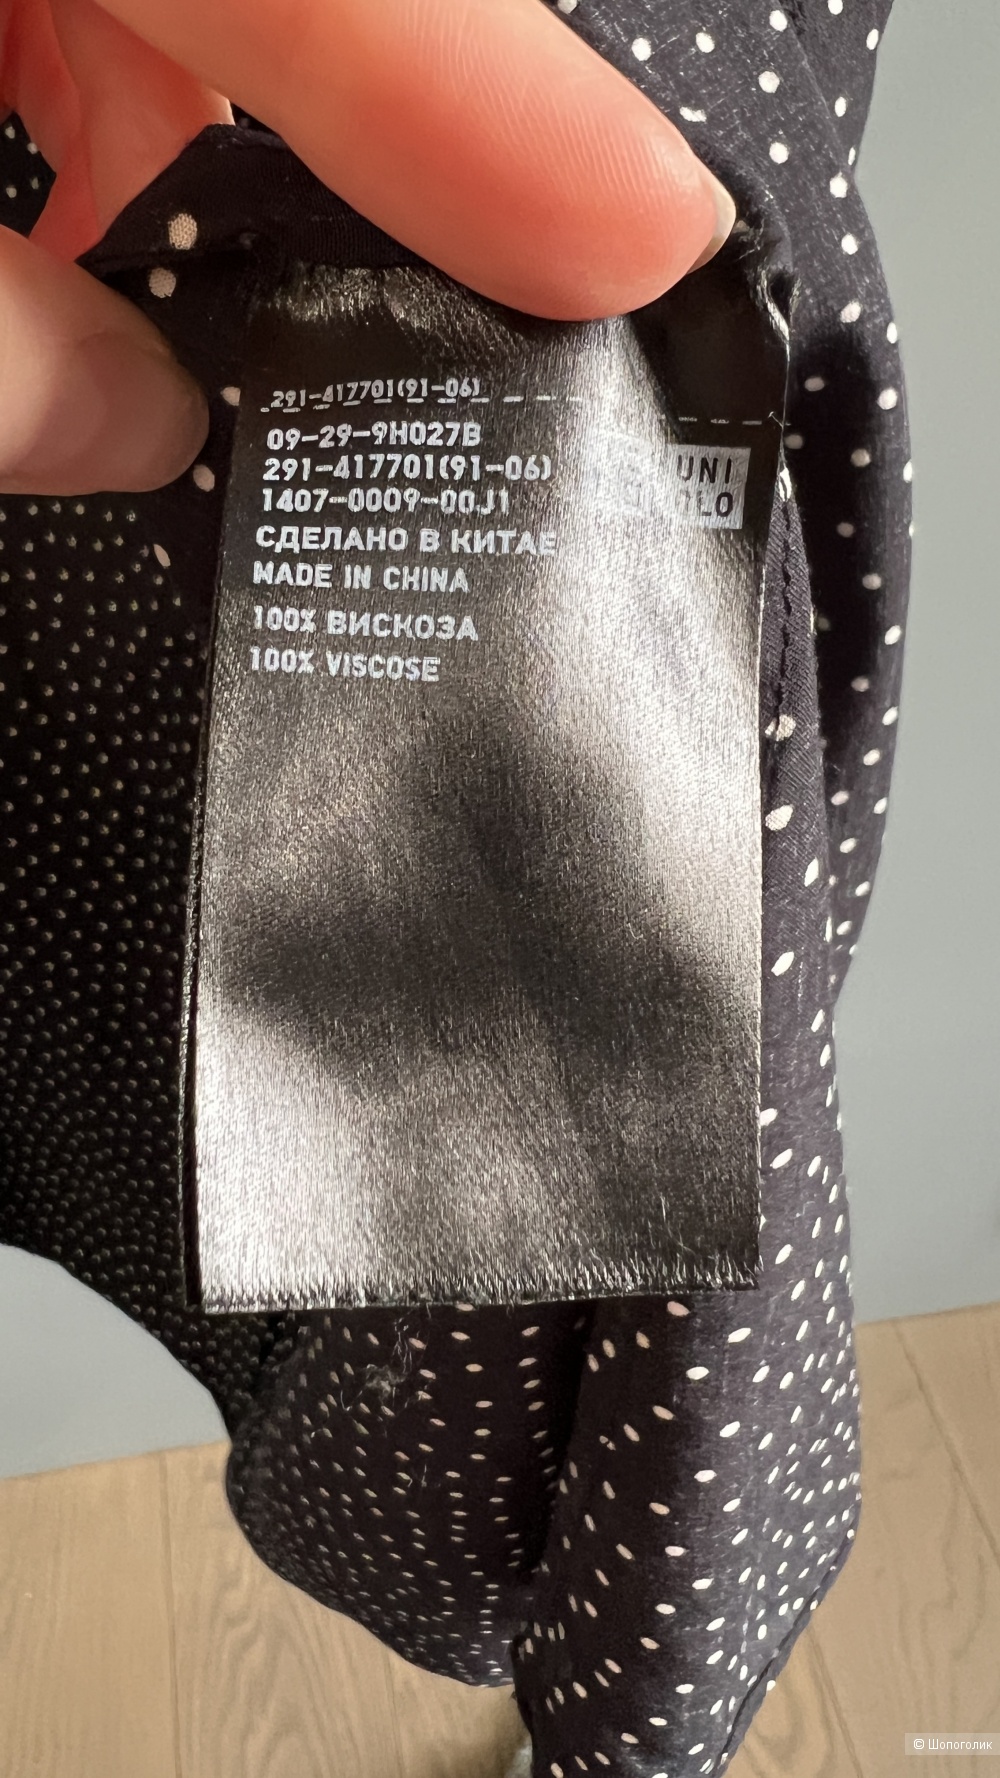 291-417701(91-06)
09-29-9H027B
291-417701(91-06)
1407-0009-00J1
СДЕЛАНО В КИТАЕ
MADE IN CHINA
100% ВИСКОЗА
100% VISCOSE
UNI
QLO
© Шопоголик